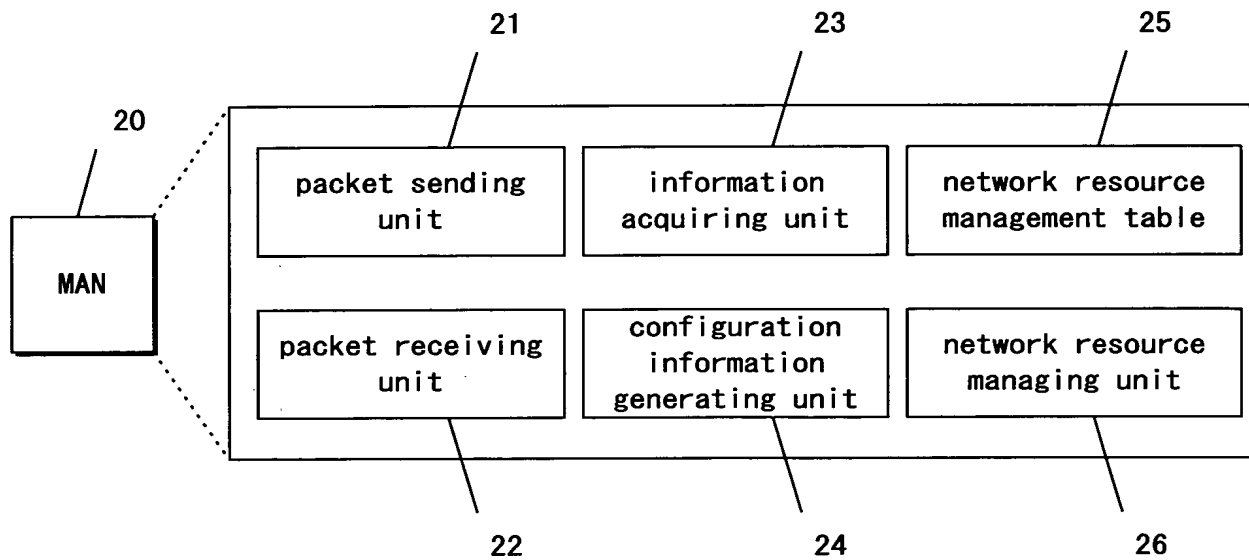 21
23
25
20
packet sending
unit
information
acquiring unit
network resource
management table
MAN
packet receiving
unit
configuration
information
generating unit
network resource
managing unit
22
24
26